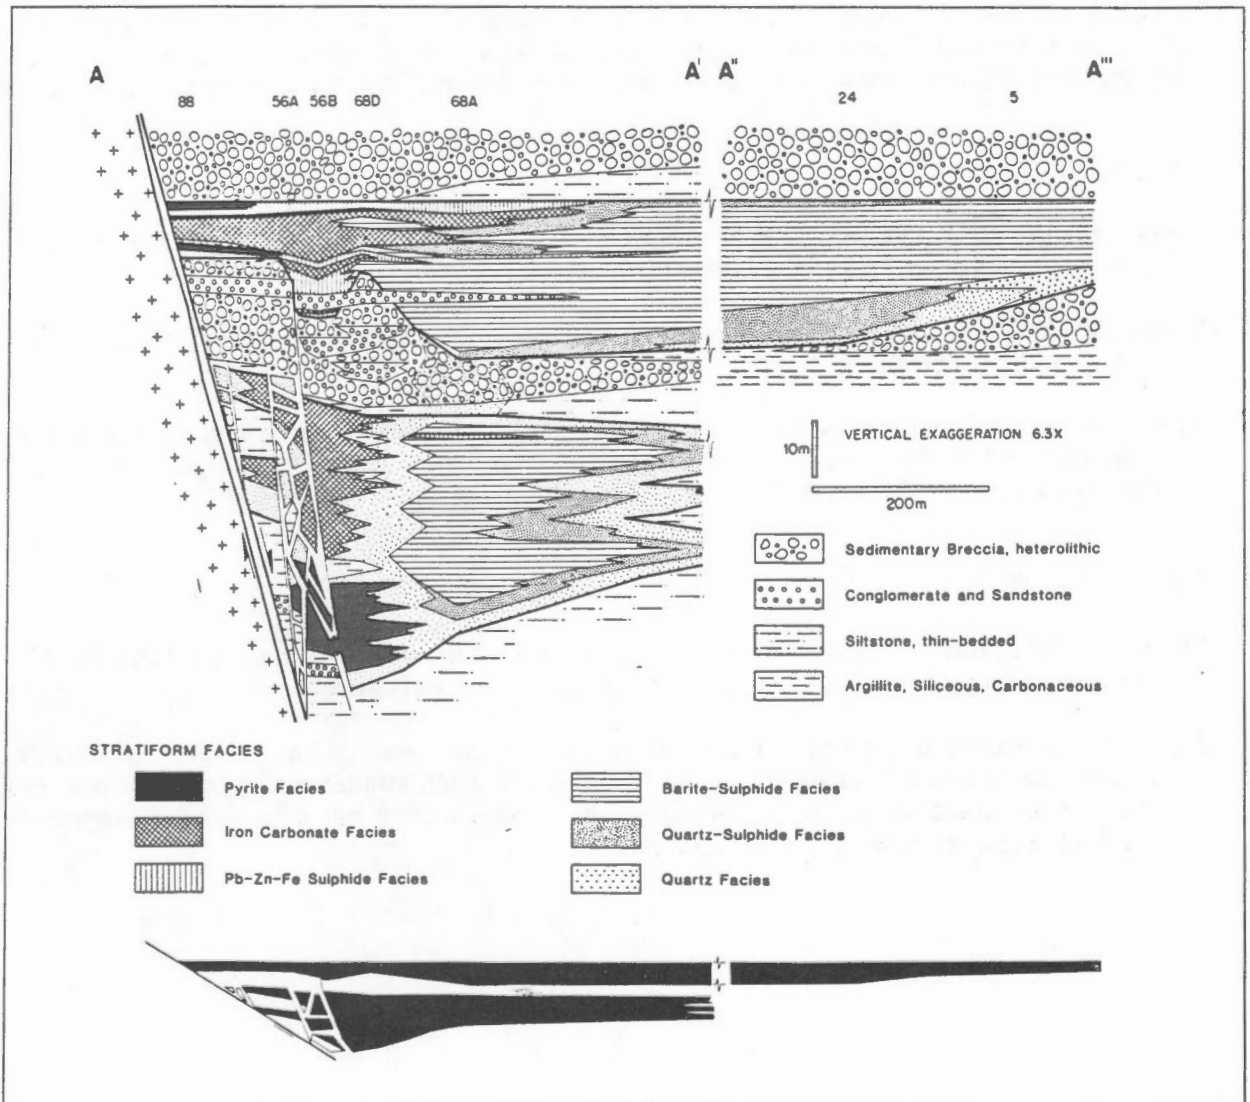 A A' A" A'"
88 56A 56B 68D 68A 24 5
VERTICAL EXAGGERATION 6.3X
10m
200m
Sedimentary Breccia, heterolithic
Conglomerate and Sandstone
Siltstone, thin-bedded
Argillite, Siliceous, Carbonaceous
STRATIFORM FACIES
Pyrite Facies
Iron Carbonate Facies
Pb-Zn-Fe Sulphide Facies
Barite-Sulphide Facies
Quartz-Sulphide Facies
Quartz Facies